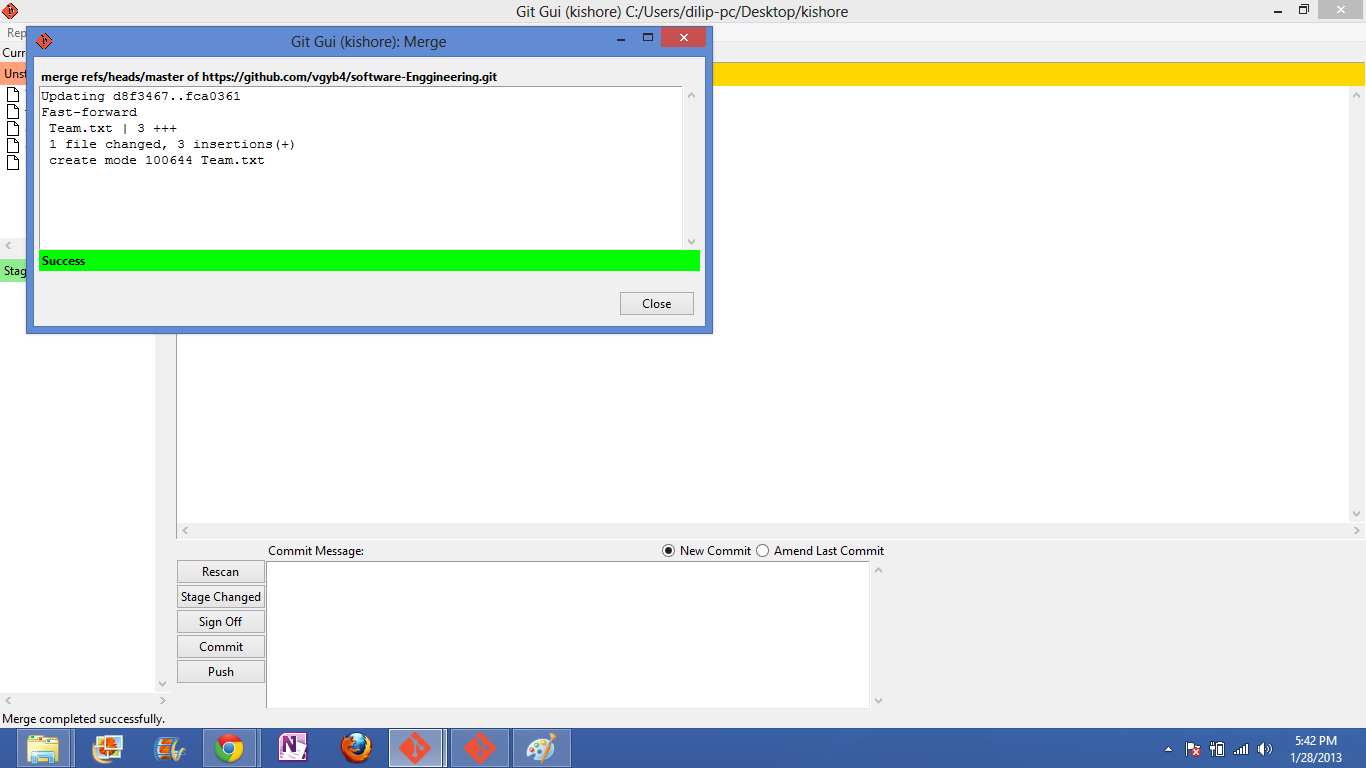 Git Gui (kishore) C:/Users/dilip-pc/Desktop/kishore
Rep
Git Gui (kishore): Merge
Curr
Unst
merge refs/heads/master of https://github.com/vgyb4/software-Enggineering.git
Updating d8f3467..fca0361
Fast-forward
Team.txt | 3 +++
1 file changed, 3 insertions(+)
create mode 100644 Team.txt
Success
Stag
Close
Commit Message:
New Commit
Amend Last Commit
Rescan
Stage Changed
Sign Off
Commit
Push
Merge completed successfully.
5:42 PM
1/28/2013